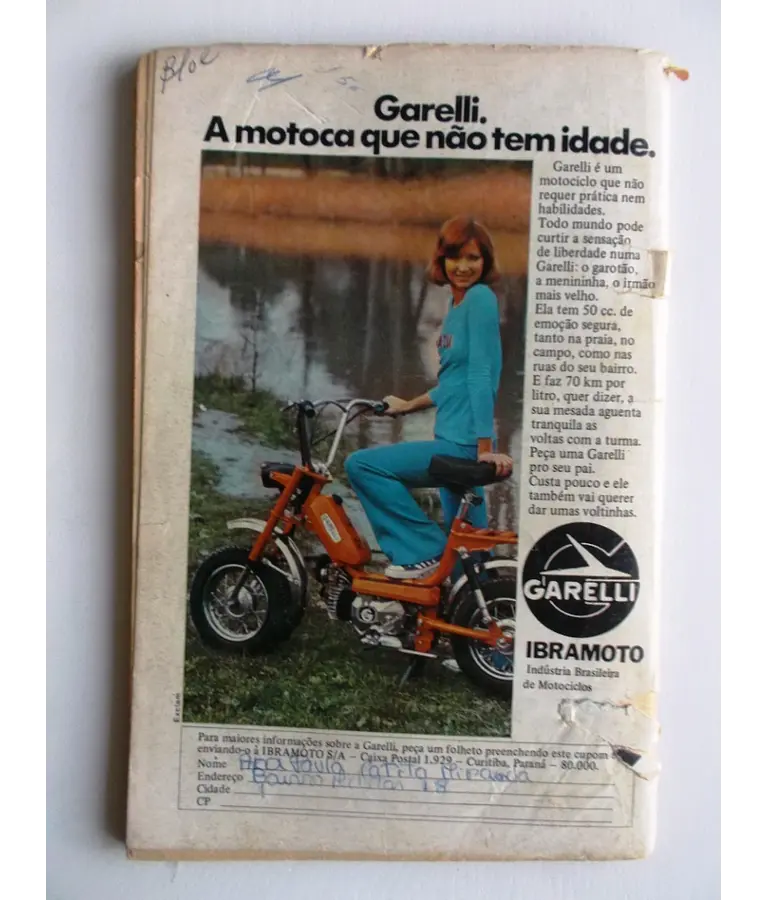 Garelli.
A motoca que não tem idade.
Garelli é um
motociclo que não
requer prática nem
habilidades.
Todo mundo pode
curtir a sensação
de liberdade numa
Garelli: o garotão,
a menininha, o irmão
mais velho.
Ela tem 50 cc. de
emoção segura,
tanto na praia, no
campo, como nas
ruas do seu bairro.
E faz 70 km por
litro, quer dizer, a
sua mesada aguenta
tranquila as
voltas com a turma.
Peça uma Garelli
pro seu pai.
Custa pouco e ele
também vai querer
dar umas voltinhas.
GARELLI
IBRAMOTO
Indústria Brasileira
de Motociclos
Exclam
Para maiores informações sobre a Garelli, peça um folheto preenchendo este cupom e
enviando-o à IBRAMOTO S/A – Caixa Postal 1.929 – Curitiba, Paraná – 80.000.
Nome Ana Paula
Endereço
Cidade
CP